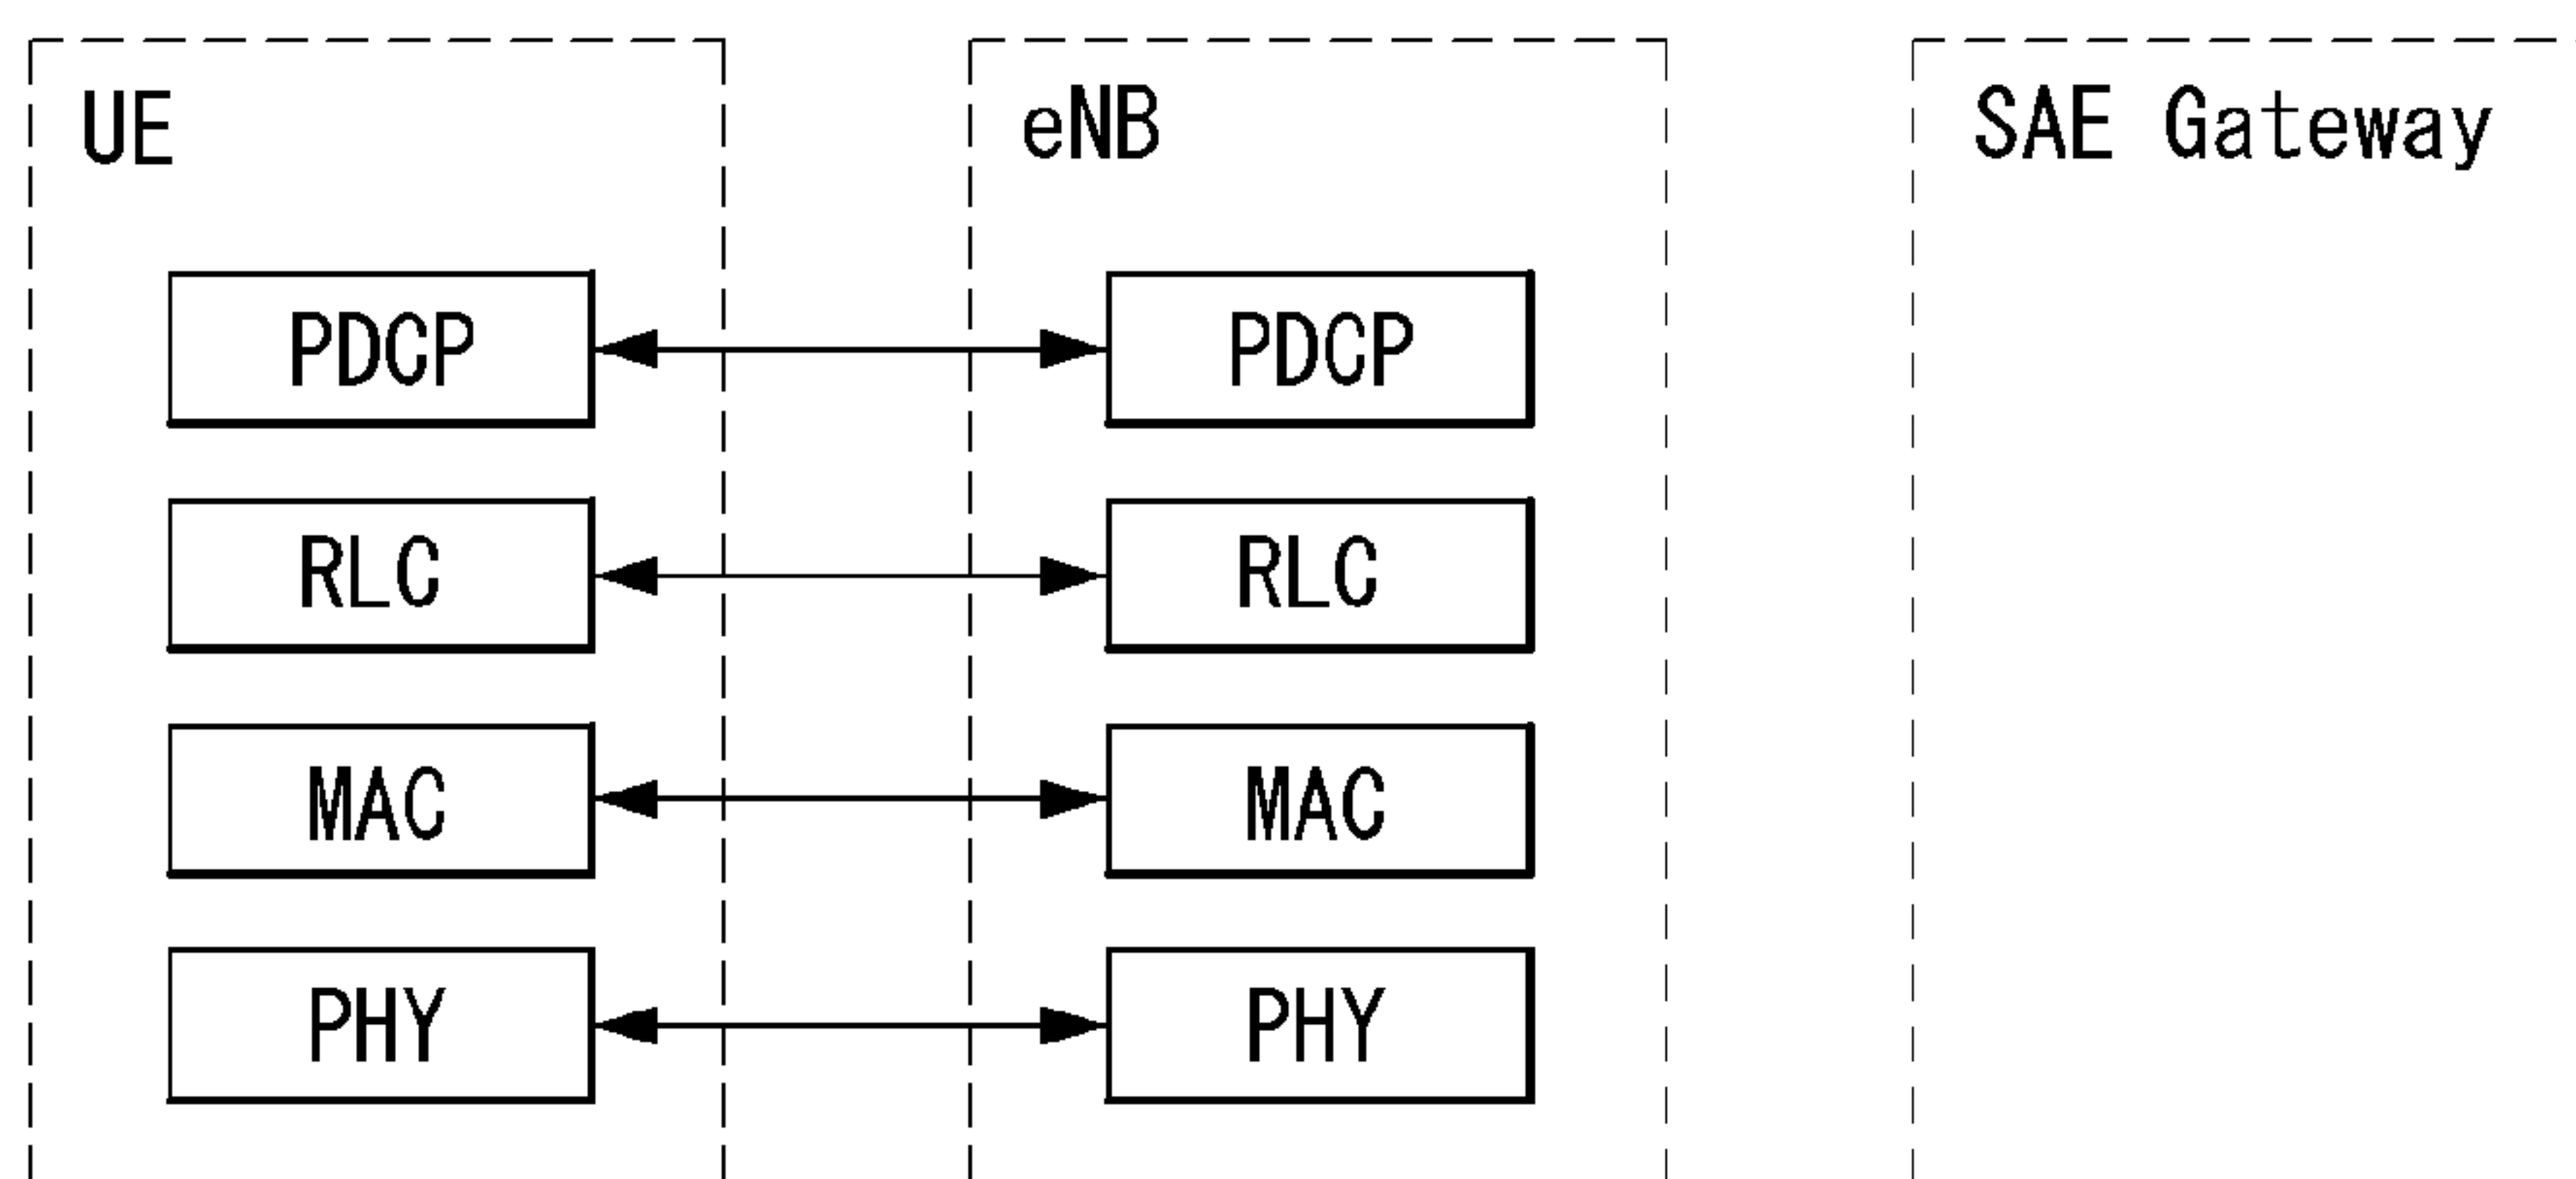 UE
eNB
SAE Gateway
PDCP
PDCP
RLC
RLC
MAC
MAC
PHY
PHY